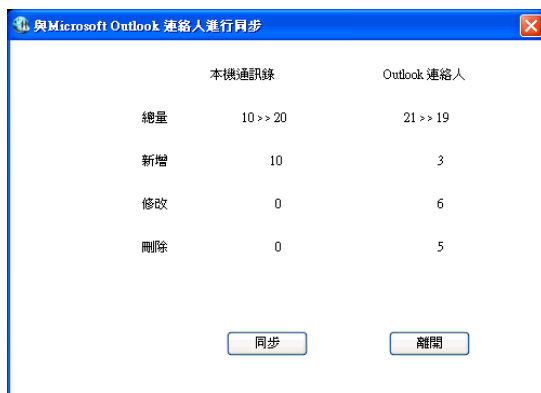 與Microsoft Outlook 連絡人進行同步
本機通訊錄 Outlook 連絡人
總量 10 >> 20 21 >> 19
新增 10 3
修改 0 6
刪除 0 5
同步 離開